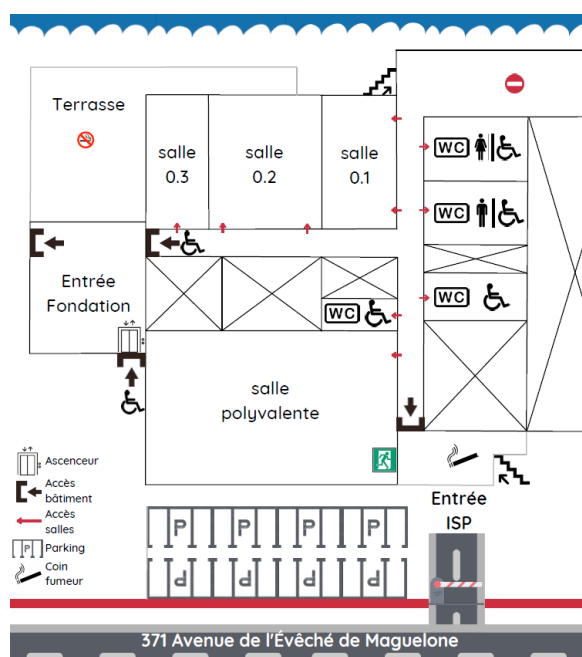 Terrasse
salle
0.3
salle
0.2
salle
0.1
WC
WC
Entrée
Fondation
WC
WC
salle
polyvalente
Ascenceur
Accès
bâtiment
Accès
salles
P
Parking
Coin
fumeur
Entrée
ISP
P
P
P
P
P
P
P
P
371 Avenue de l'Évêché de Maguelone